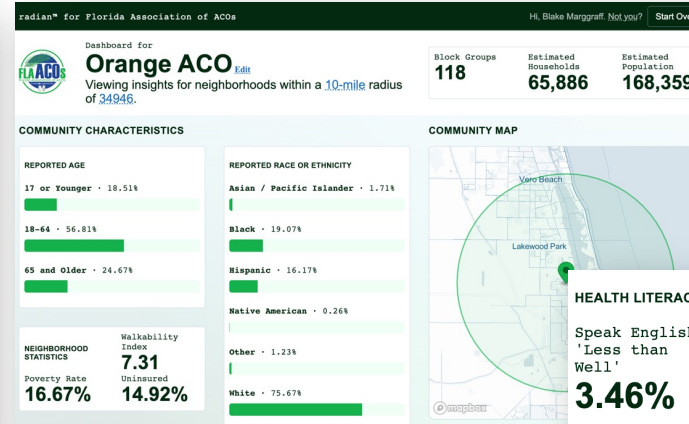 radian™ for Florida Association of ACOs
Hi, Blake Marggraff. Not you?
Start Ove
FLAACOs
Dashboard for
Orange ACO Edit
Viewing insights for neighborhoods within a 10-mile radius
of 34946.
Block Groups
118
Estimated
Households
65,886
Estimated
Population
168,359
COMMUNITY CHARACTERISTICS
REPORTED AGE
17 or Younger · 18.51%
18-64 · 56.81%
65 and Older · 24.67%
NEIGHBORHOOD
STATISTICS
Walkability
Index
7.31
Poverty Rate
16.67%
Uninsured
14.92%
REPORTED RACE OR ETHNICITY
Asian / Pacific Islander · 1.71%
Black · 19.07%
Hispanic · 16.17%
Native American · 0.26%
Other · 1.23%
White · 75.67%
COMMUNITY MAP
Vero Beach
Lakewood Park
mapbox
HEALTH LITERAC
Speak English
'Less than
Well'
3.46%